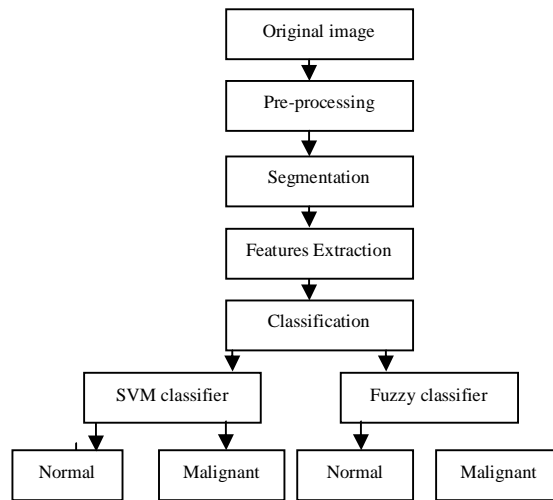 Original image
Pre-processing
Segmentation
Features Extraction
Classification
SVM classifier
Fuzzy classifier
Normal
Malignant
Normal
Malignant